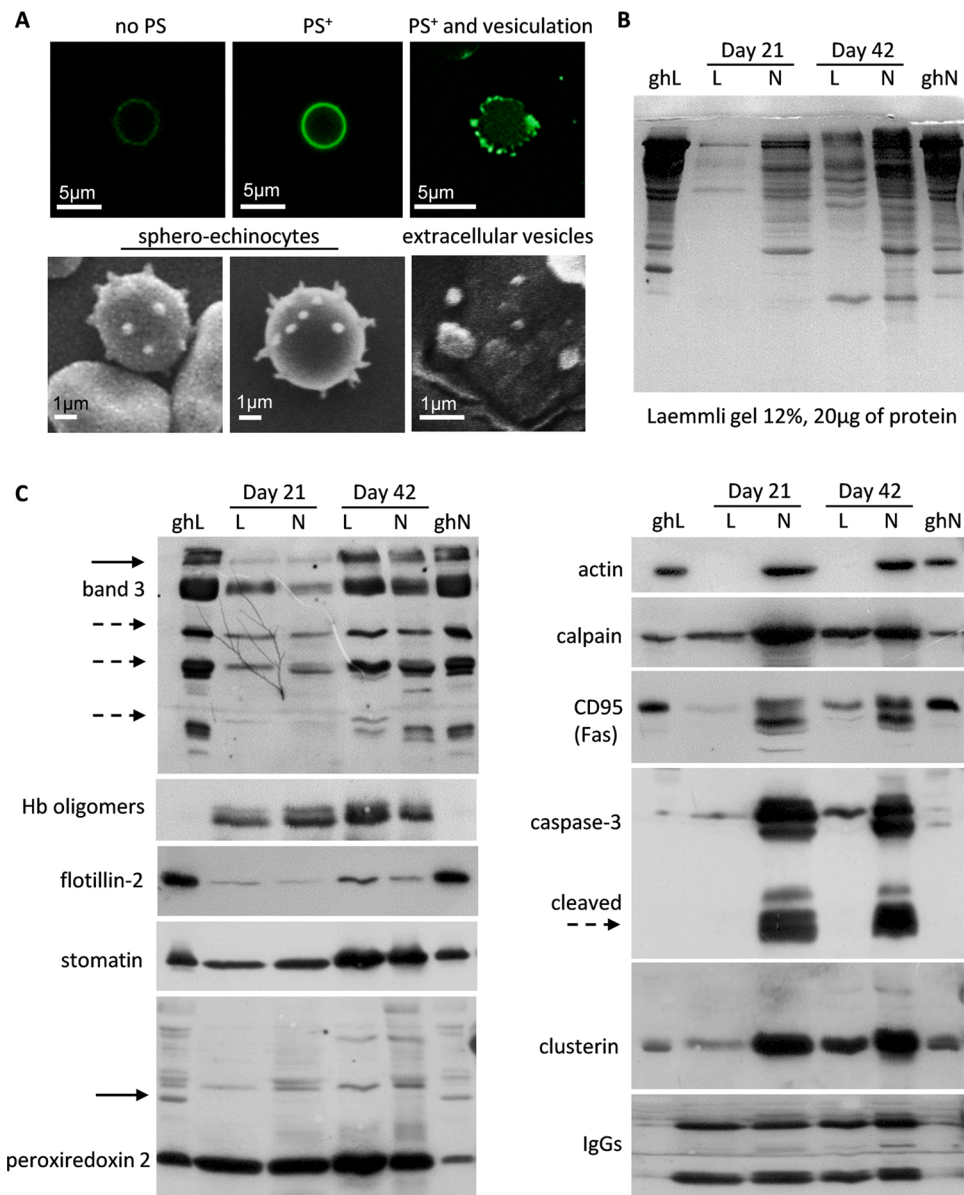 A
no PS
PS⁺
PS⁺ and vesiculation
5µm
5µm
5µm
sphero-echinocytes
extracellular vesicles
1µm
1µm
1µm
B
Day 21
Day 42
ghL
L
N
L
N
ghN
Laemmli gel 12%, 20µg of protein
C
Day 21
Day 42
ghL
L
N
L
N
ghN
band 3
Hb oligomers
flotillin-2
stomatin
peroxiredoxin 2
Day 21
Day 42
ghL
L
N
L
N
ghN
actin
calpain
CD95
(Fas)
caspase-3
cleaved
clusterin
IgGs